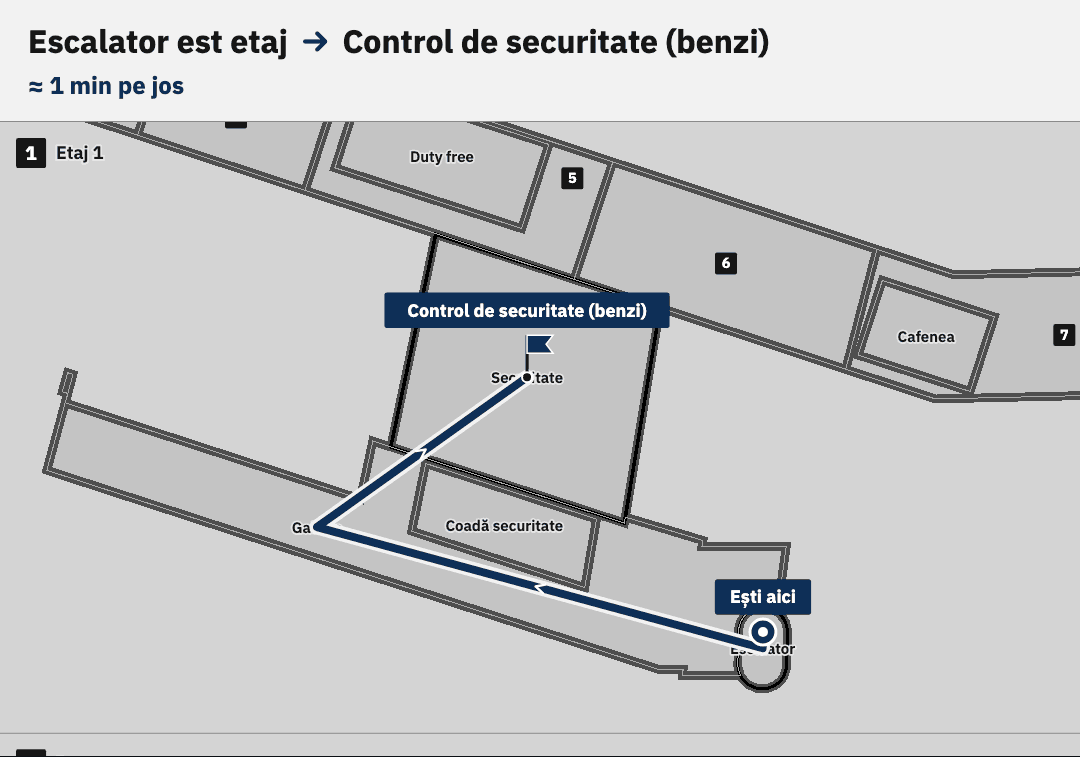 Escalator est etaj → Control de securitate (benzi)
≈ 1 min pe jos
1 Etaj 1
Duty free
5
6
Control de securitate (benzi)
7
Cafenea
Coadă securitate
Ești aici